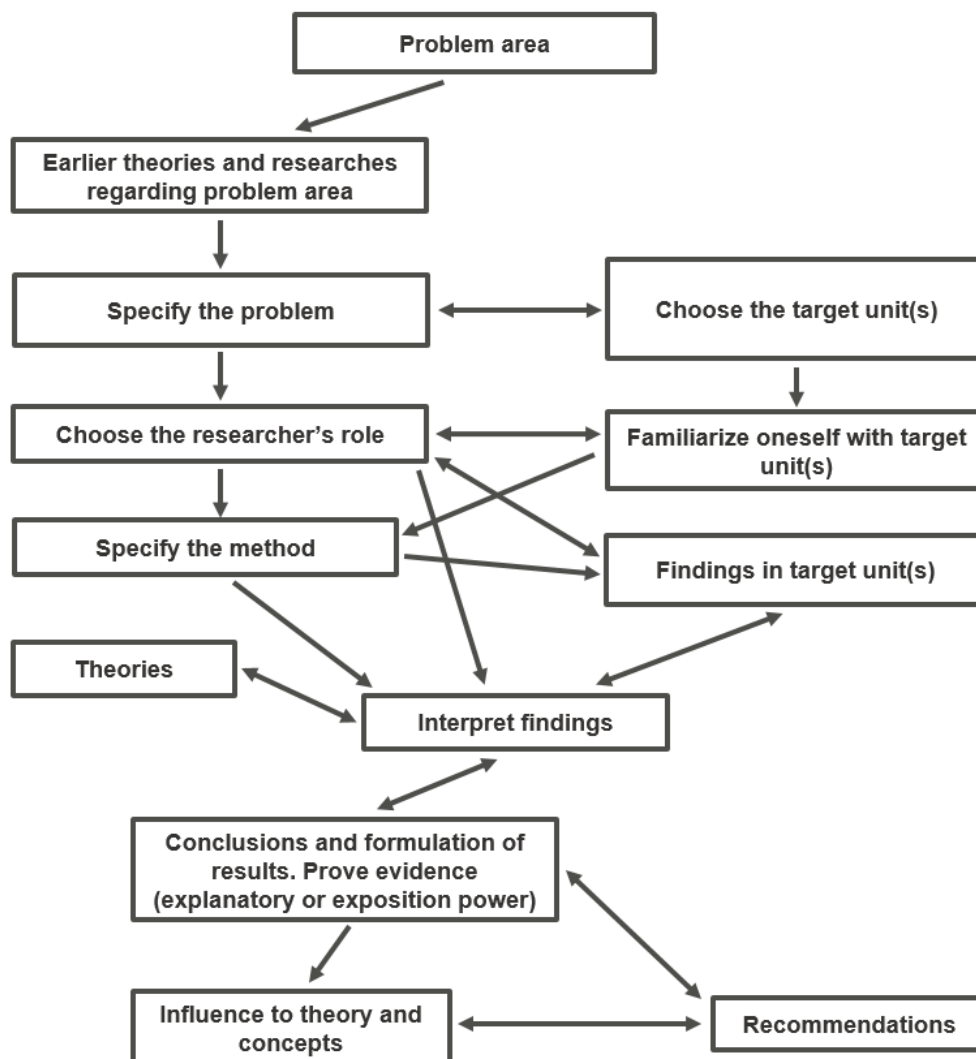 Problem area
Earlier theories and researches
regarding problem area
Specify the problem
Choose the target unit(s)
Choose the researcher's role
Familiarize oneself with target
unit(s)
Specify the method
Findings in target unit(s)
Theories
Interpret findings
Conclusions and formulation of
results. Prove evidence
(explanatory or exposition power)
Influence to theory and
concepts
Recommendations